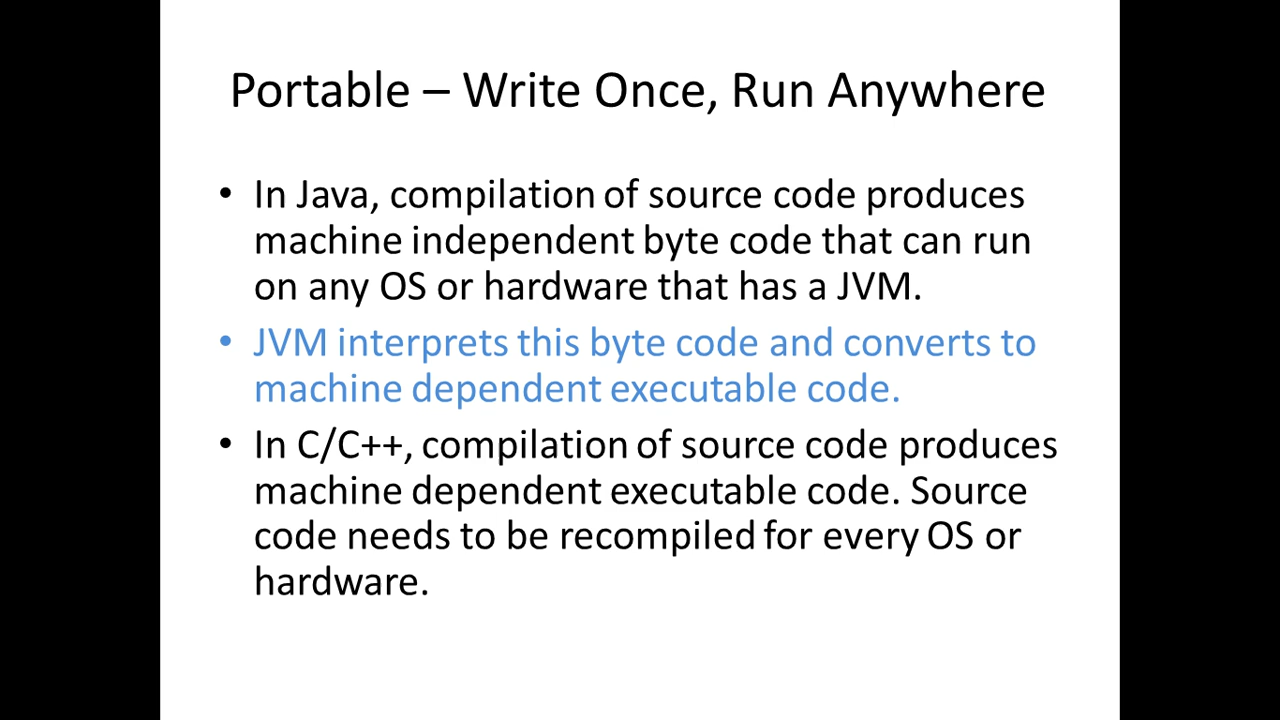 Portable – Write Once, Run Anywhere
• In Java, compilation of source code produces
machine independent byte code that can run
on any OS or hardware that has a JVM.
• JVM interprets this byte code and converts to
machine dependent executable code.
• In C/C++, compilation of source code produces
machine dependent executable code. Source
code needs to be recompiled for every OS or
hardware.